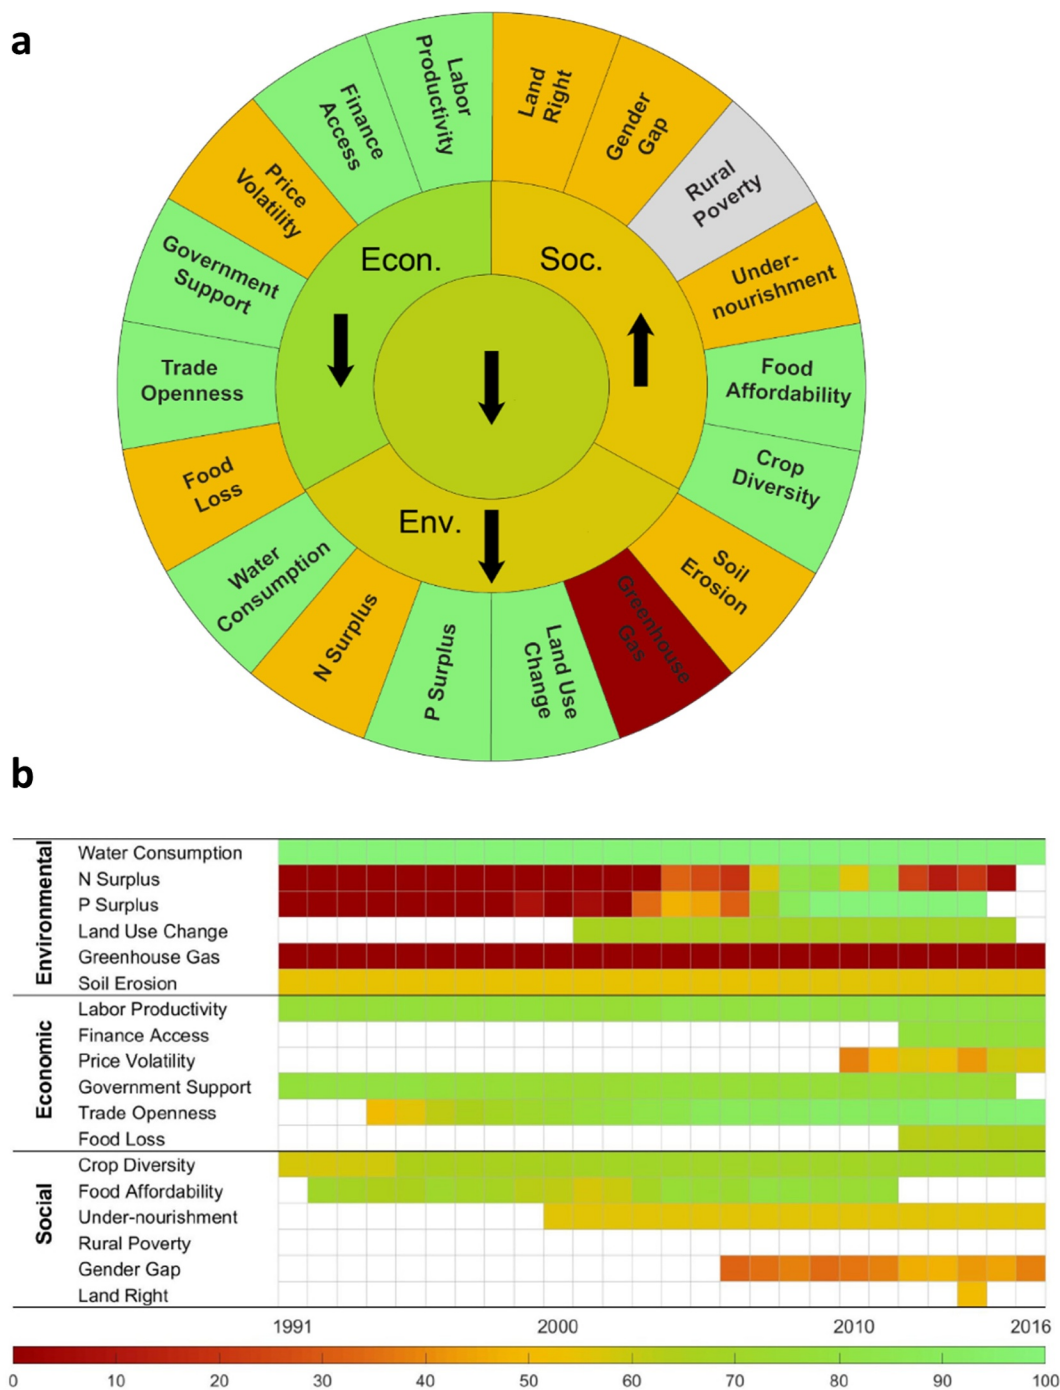 a
Labor
Productivity
Land
Right
Finance
Access
Gender
Gap
Price
Volatility
Rural
Poverty
Government
Support
Econ.
Soc.
Under-
nourishment
Trade
Openness
Food
Affordability
Food
Loss
Crop
Diversity
Env.
Water
Consumption
Soil
Erosion
N Surplus
P Surplus
Land Use
Change
Greenhouse
Gas
b
Environmental
Water Consumption
N Surplus
P Surplus
Land Use Change
Greenhouse Gas
Soil Erosion
Economic
Labor Productivity
Finance Access
Price Volatility
Government Support
Trade Openness
Food Loss
Social
Crop Diversity
Food Affordability
Under-nourishment
Rural Poverty
Gender Gap
Land Right
1991 2000 2010 2016
0 10 20 30 40 50 60 70 80 90 100